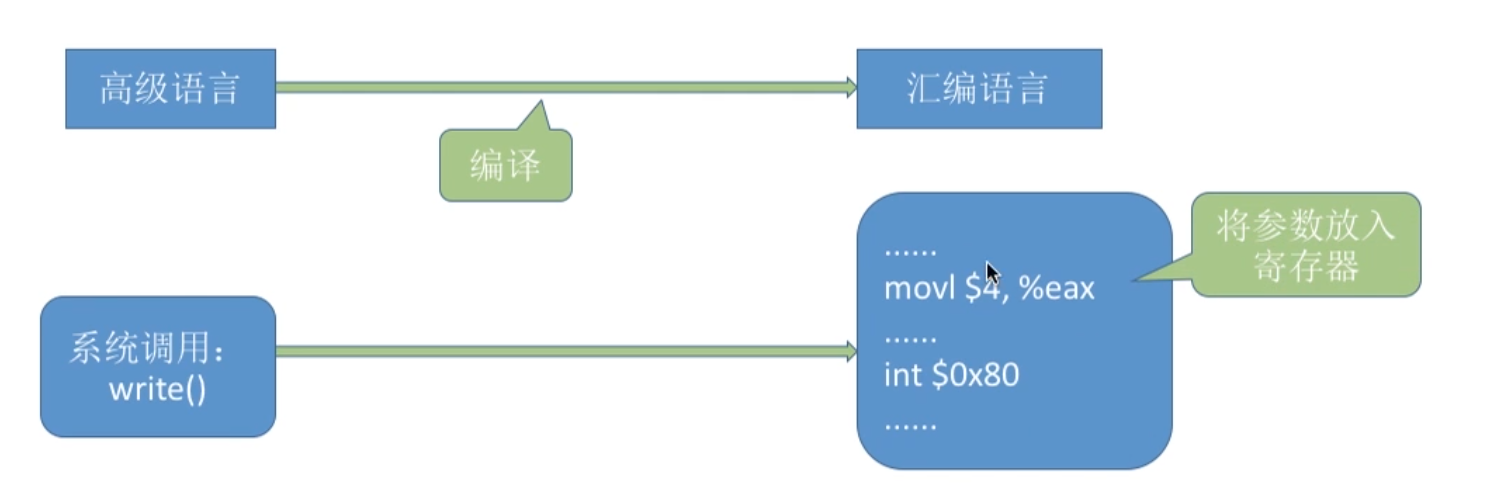 高级语言
汇编语言
编译
将参数放入
寄存器
......
movl $4, %eax
......
int $0x80
......
系统调用：
write()